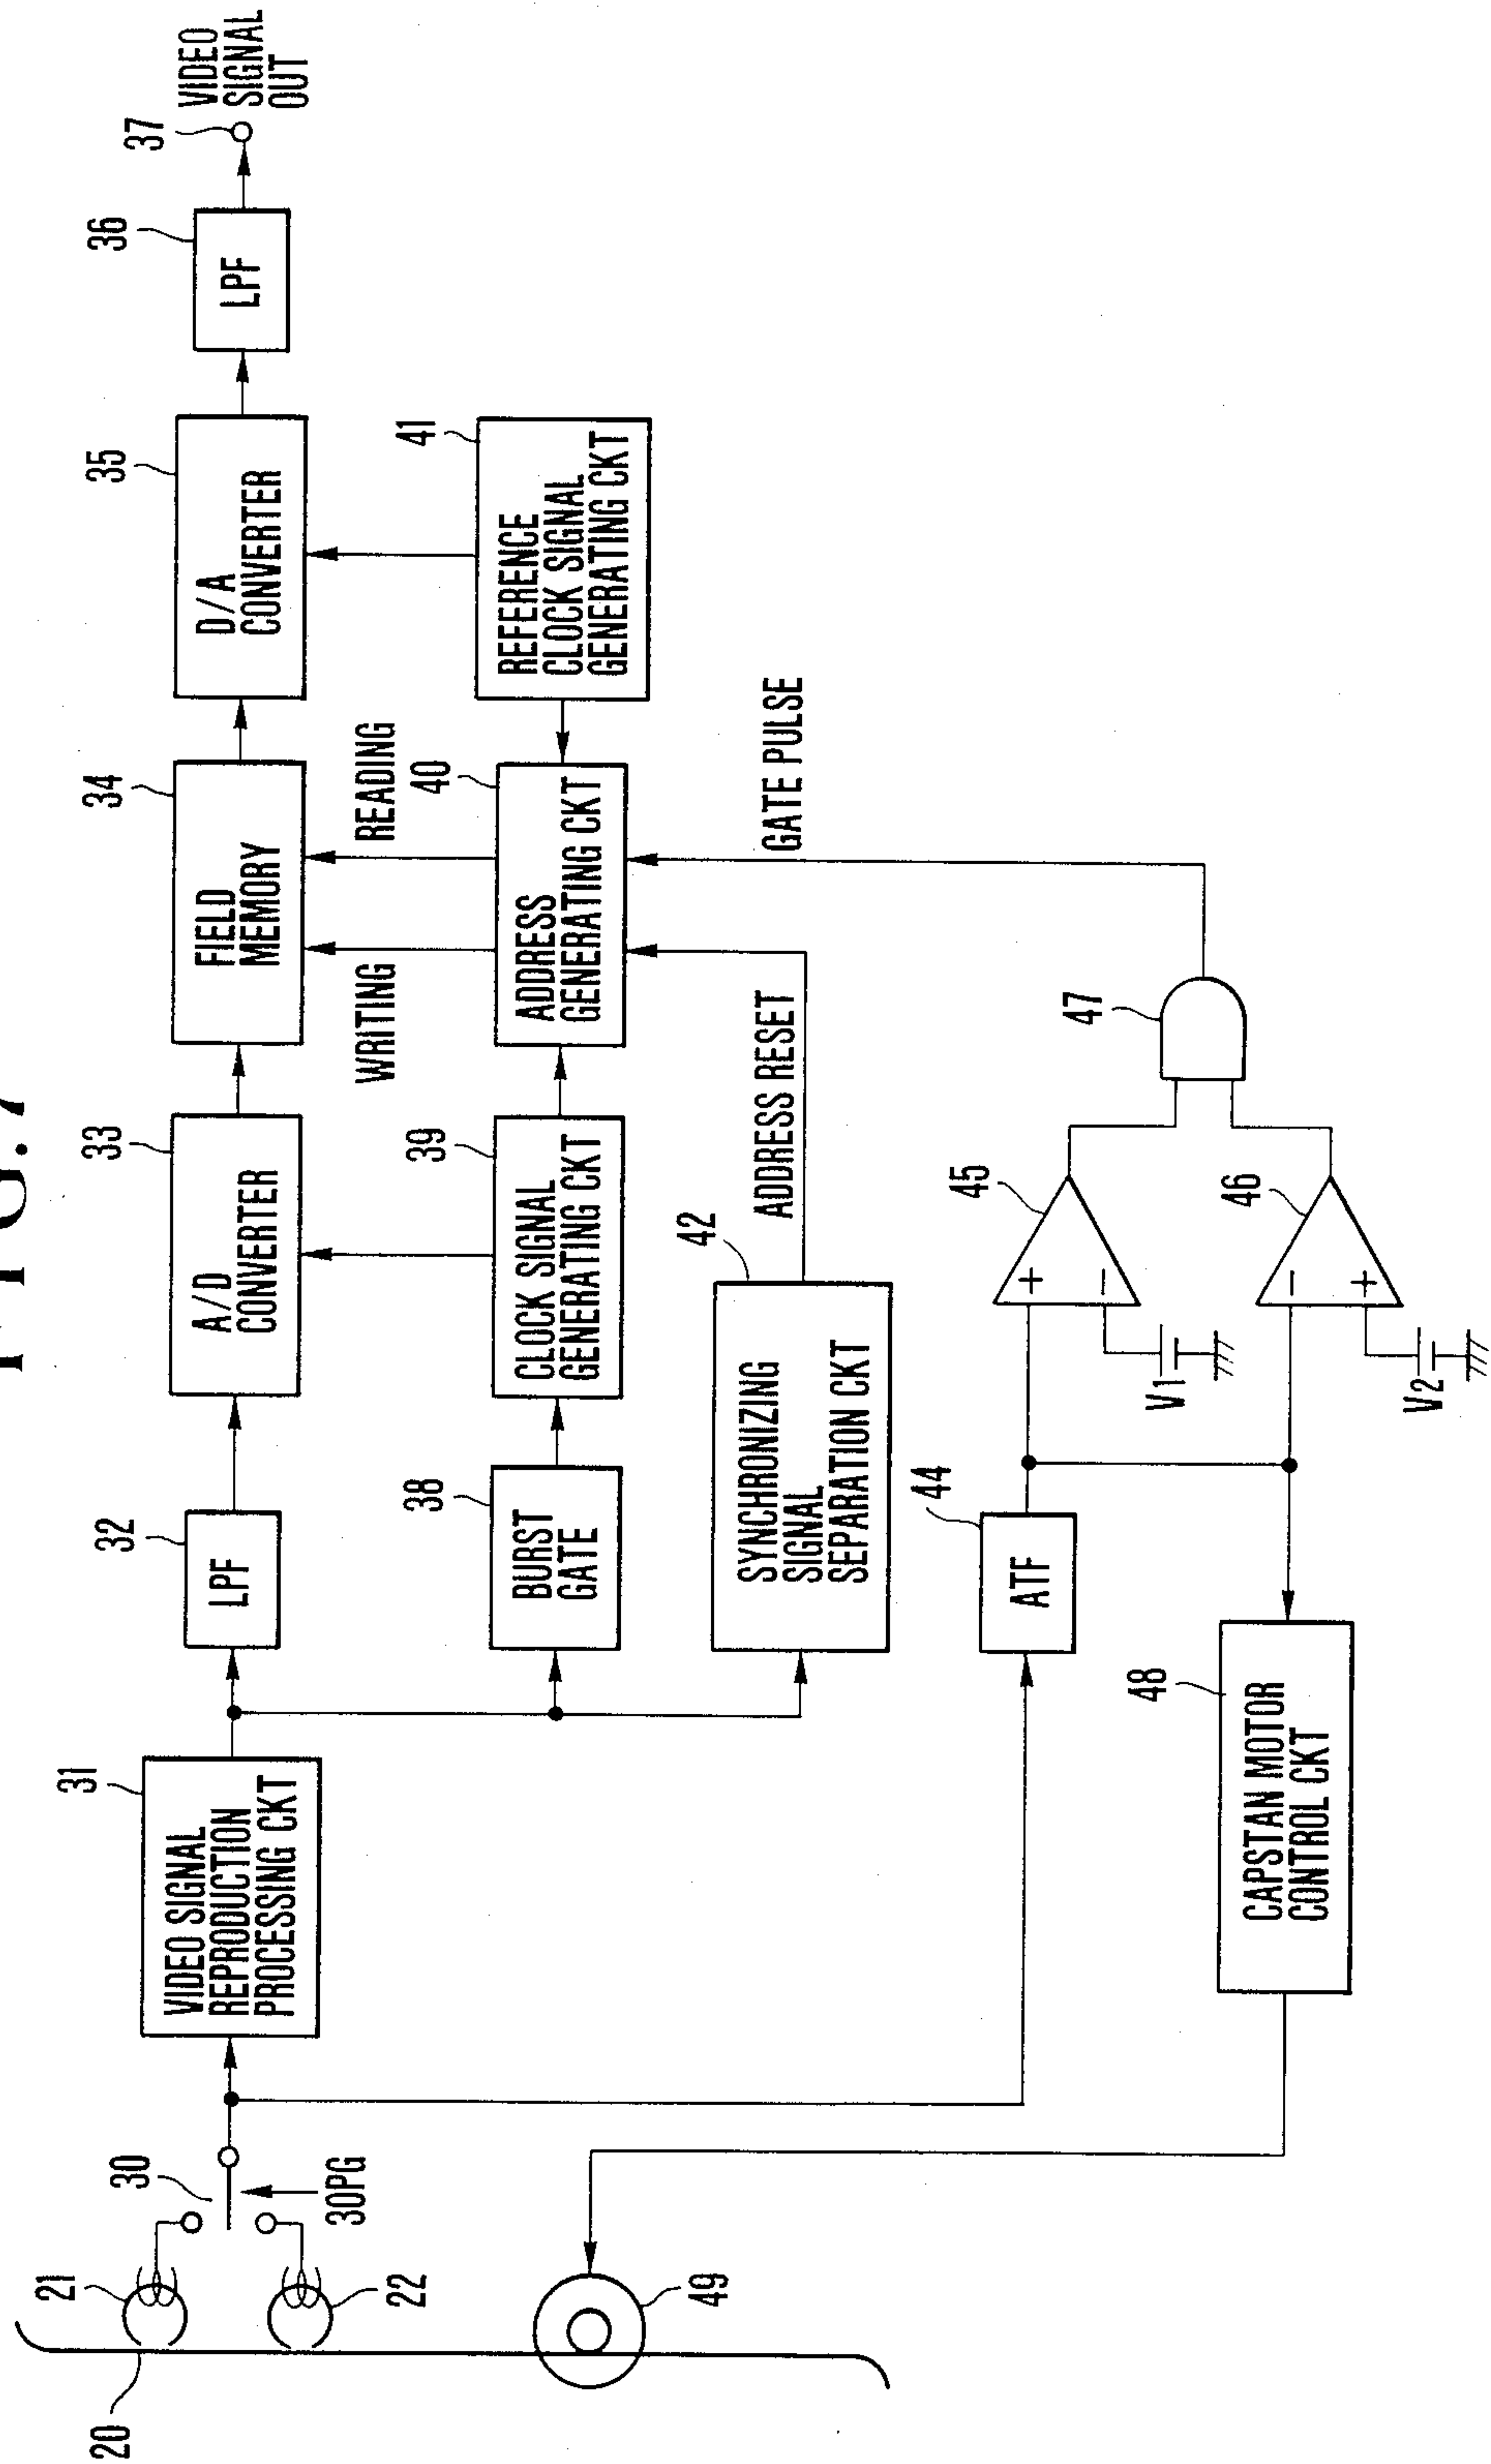 FIG.7
20
21
22
30
30PG
31
VIDEO SIGNAL
REPRODUCTION
PROCESSING CKT
32
LPF
33
A/D
CONVERTER
34
FIELD
MEMORY
35
D/A
CONVERTER
36
LPF
37
VIDEO
SIGNAL
OUT
WRITING
READING
38
BURST
GATE
39
CLOCK SIGNAL
GENERATING CKT
40
ADDRESS
GENERATING CKT
41
REFERENCE
CLOCK SIGNAL
GENERATING CKT
42
SYNCHRONIZING
SIGNAL
SEPARATION CKT
ADDRESS RESET
GATE PULSE
44
ATF
45
+
−
V1
46
−
+
V2
47
48
CAPSTAN MOTOR
CONTROL CKT
49